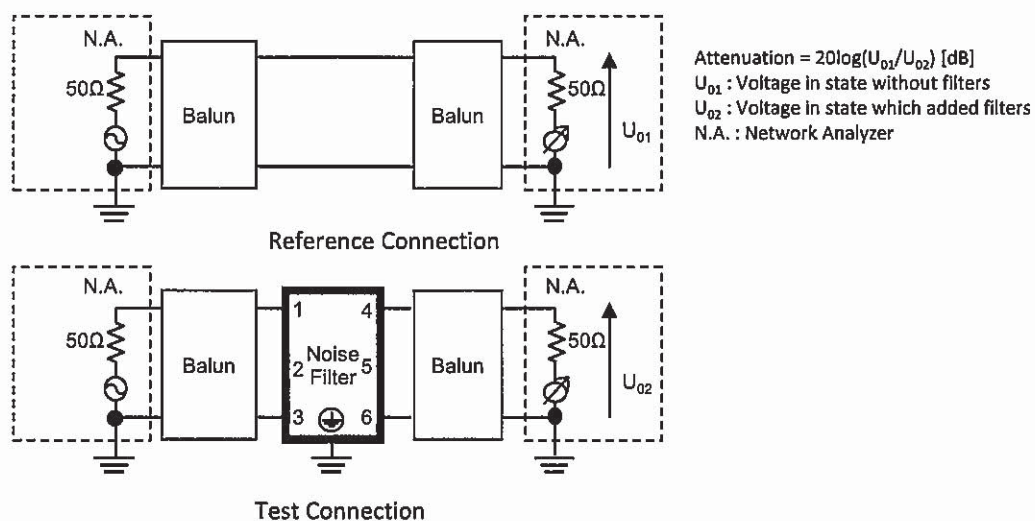 N.A.
50Ω
Balun
Balun
N.A.
50Ω
U01
Attenuation = 20log(U01/U02) [dB]
U01 : Voltage in state without filters
U02 : Voltage in state which added filters
N.A. : Network Analyzer
Reference Connection
N.A.
50Ω
Balun
1 4
2 Noise Filter 5
3 6
Balun
N.A.
50Ω
U02
Test Connection